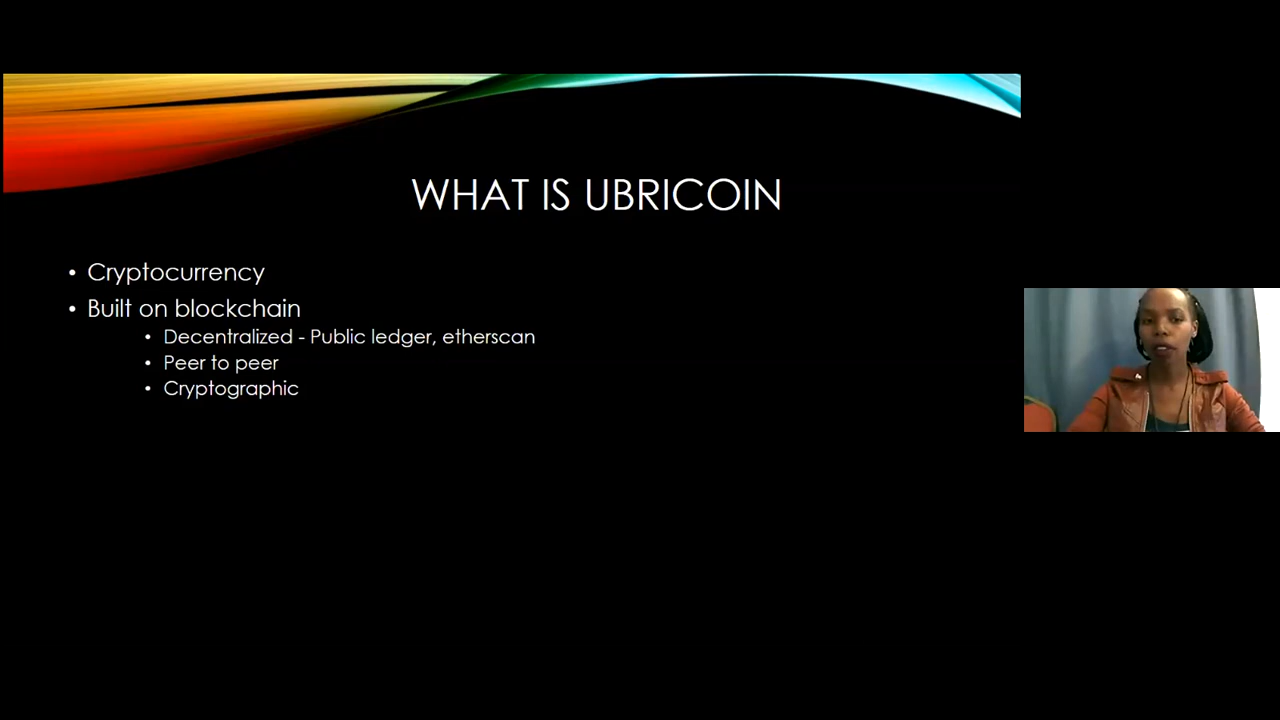 WHAT IS UBRICOIN
• Cryptocurrency
• Built on blockchain
• Decentralized - Public ledger, etherscan
• Peer to peer
• Cryptographic